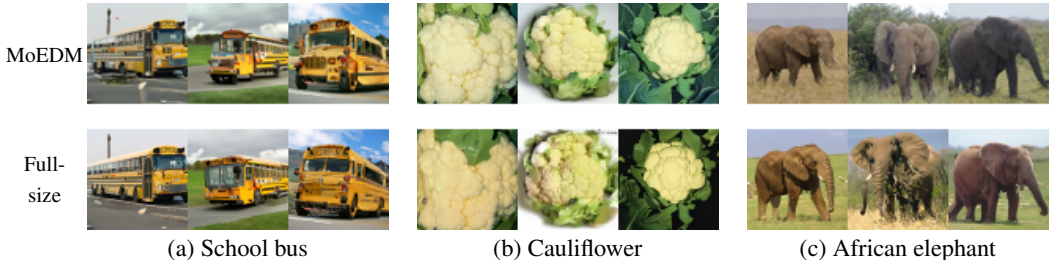 MoEDM
Full-
size
(a) School bus
(b) Cauliflower
(c) African elephant